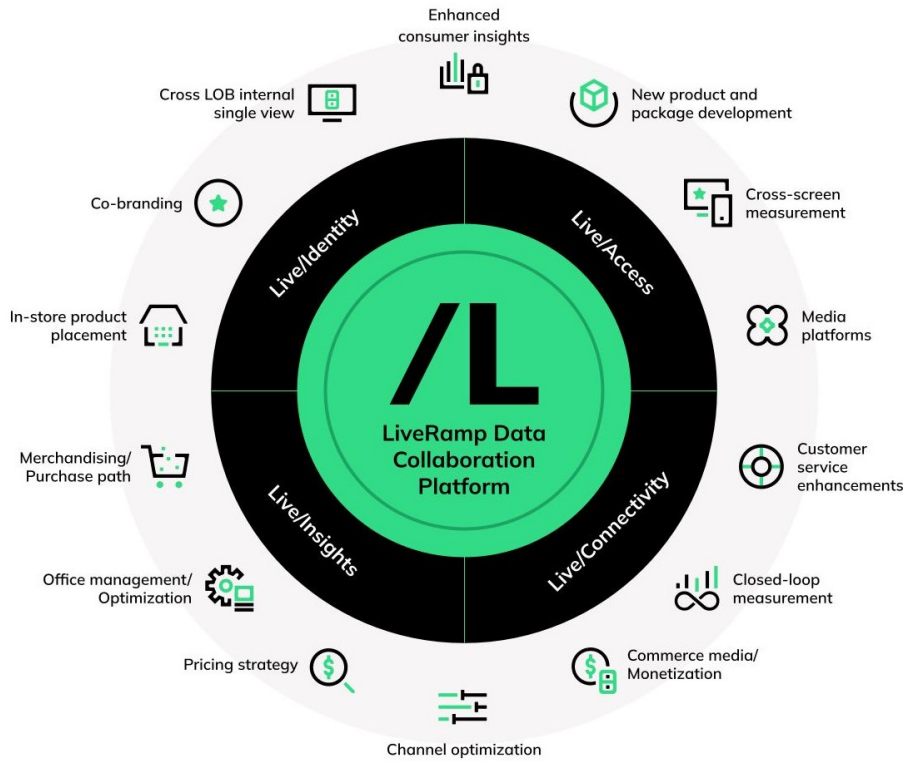 Enhanced
consumer insights
New product and
package development
Cross-screen
measurement
Media
platforms
Customer
service
enhancements
Closed-loop
measurement
Commerce media/
Monetization
Channel optimization
Pricing strategy
Office management/
Optimization
Merchandising/
Purchase path
In-store product
placement
Co-branding
Cross LOB internal
single view
Live/Identity
Live/Access
Live/Connectivity
Live/Insights
/L
LiveRamp Data
Collaboration
Platform